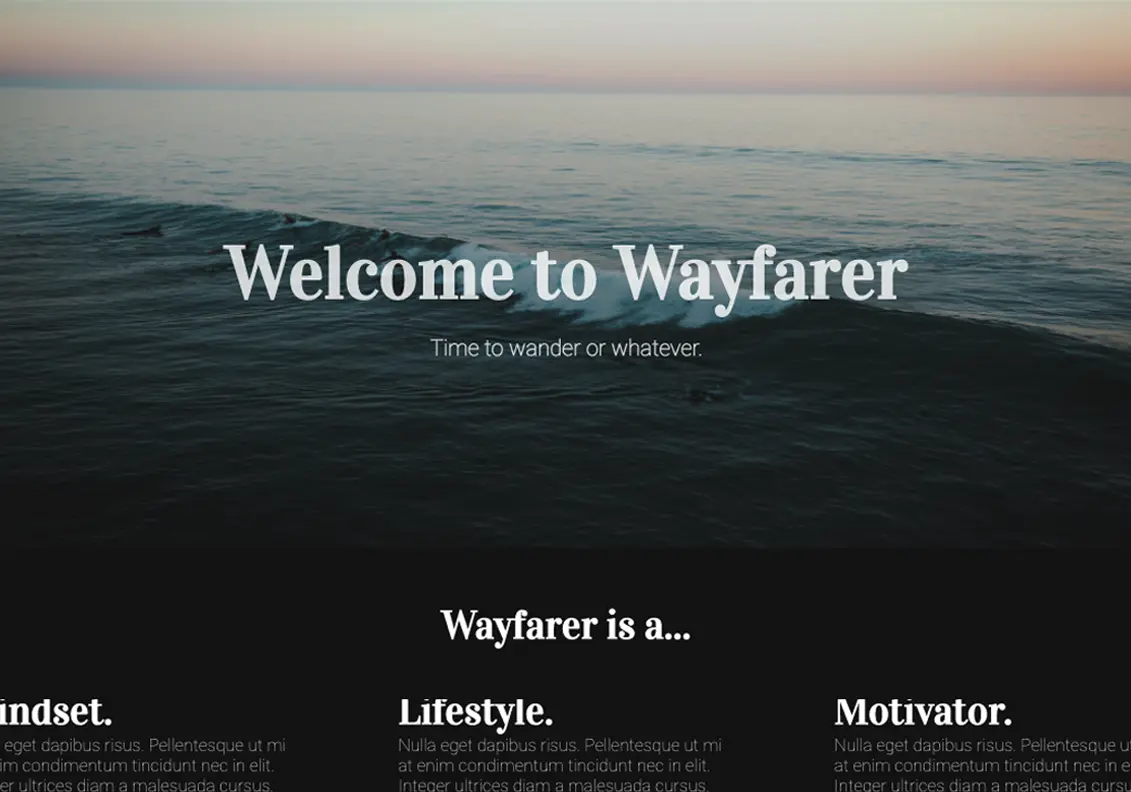 Welcome to Wayfarer
Time to wander or whatever.
Wayfarer is a...
indset.
eget dapibus risus. Pellentesque ut mi
im condimentum tincidunt nec in elit.
er ultrices diam a malesuada cursus.
Lifestyle.
Nulla eget dapibus risus. Pellentesque ut mi
at enim condimentum tincidunt nec in elit.
Integer ultrices diam a malesuada cursus.
Motivator.
Nulla eget dapibus risus. Pellentesque u
at enim condimentum tincidunt nec in e
Integer ultrices diam a malesuada cursus.